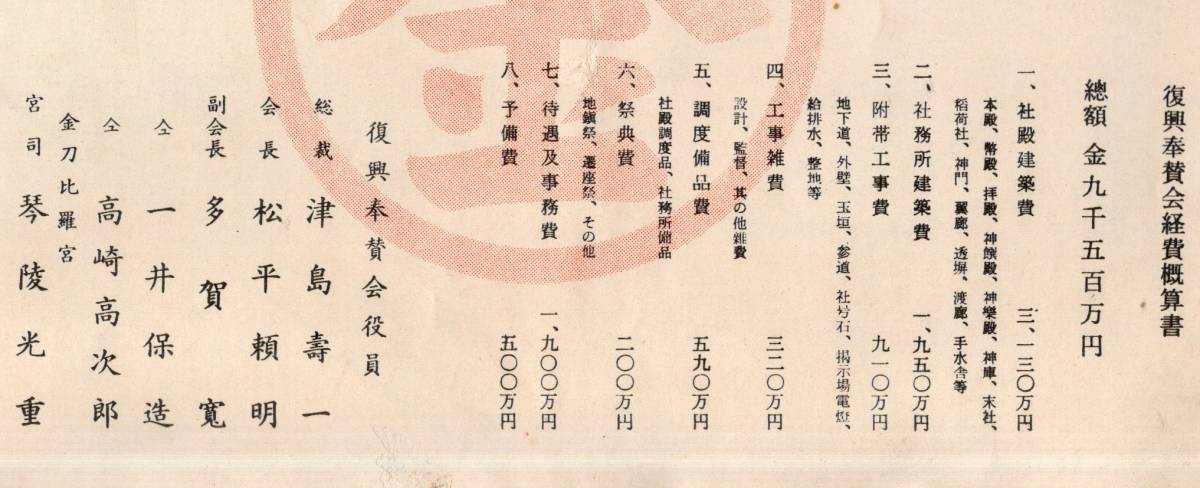 復興奉賛会経費概算書
總額 金九千五百万円
一、社殿建築費 三、一三〇万円
本殿、幣殿、拝殿、神饌殿、神樂殿、神庫、末社、
稲荷社、神門、翼廊、透塀、渡廊、手水舎等
二、社務所建築費 一、九五〇万円
三、附帯工事費 九一〇万円
地下道、外壁、玉垣、参道、社号石、掲示場電燈、
給排水、整地等
四、工事雑費 三二〇万円
設計、監督、其の他雑費
五、調度備品費 五九〇万円
社殿調度品、社務所備品
六、祭典費 二〇〇万円
地鎭祭、遷座祭、その他
七、待遇及事務費 一、九〇〇万円
八、予備費 五〇〇万円
復興奉賛会役員
総裁 津島壽一
会長 松平頼明
副会長 多賀寛
仝 一井保造
仝 高崎高次郎
金刀比羅宮
宮司 琴陵光重